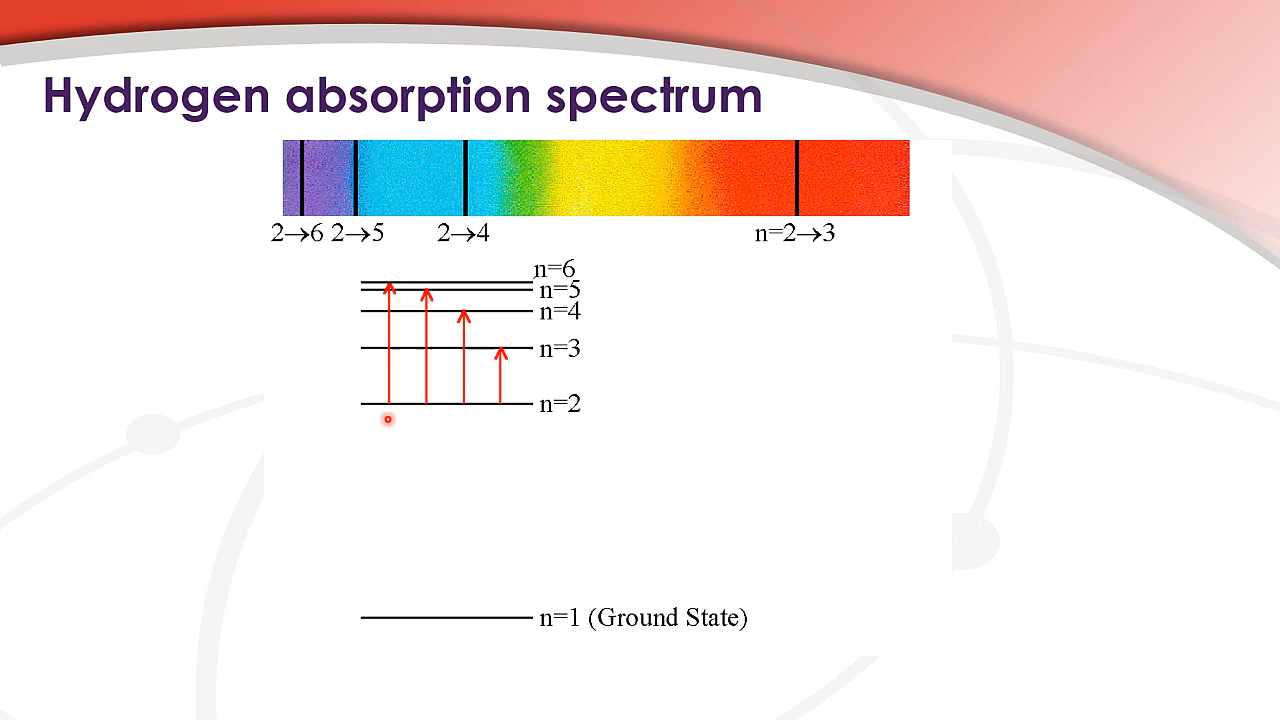 Hydrogen absorption spectrum
2→6 2→5 2→4 n=2→3
n=6
n=5
n=4
n=3
n=2
n=1 (Ground State)